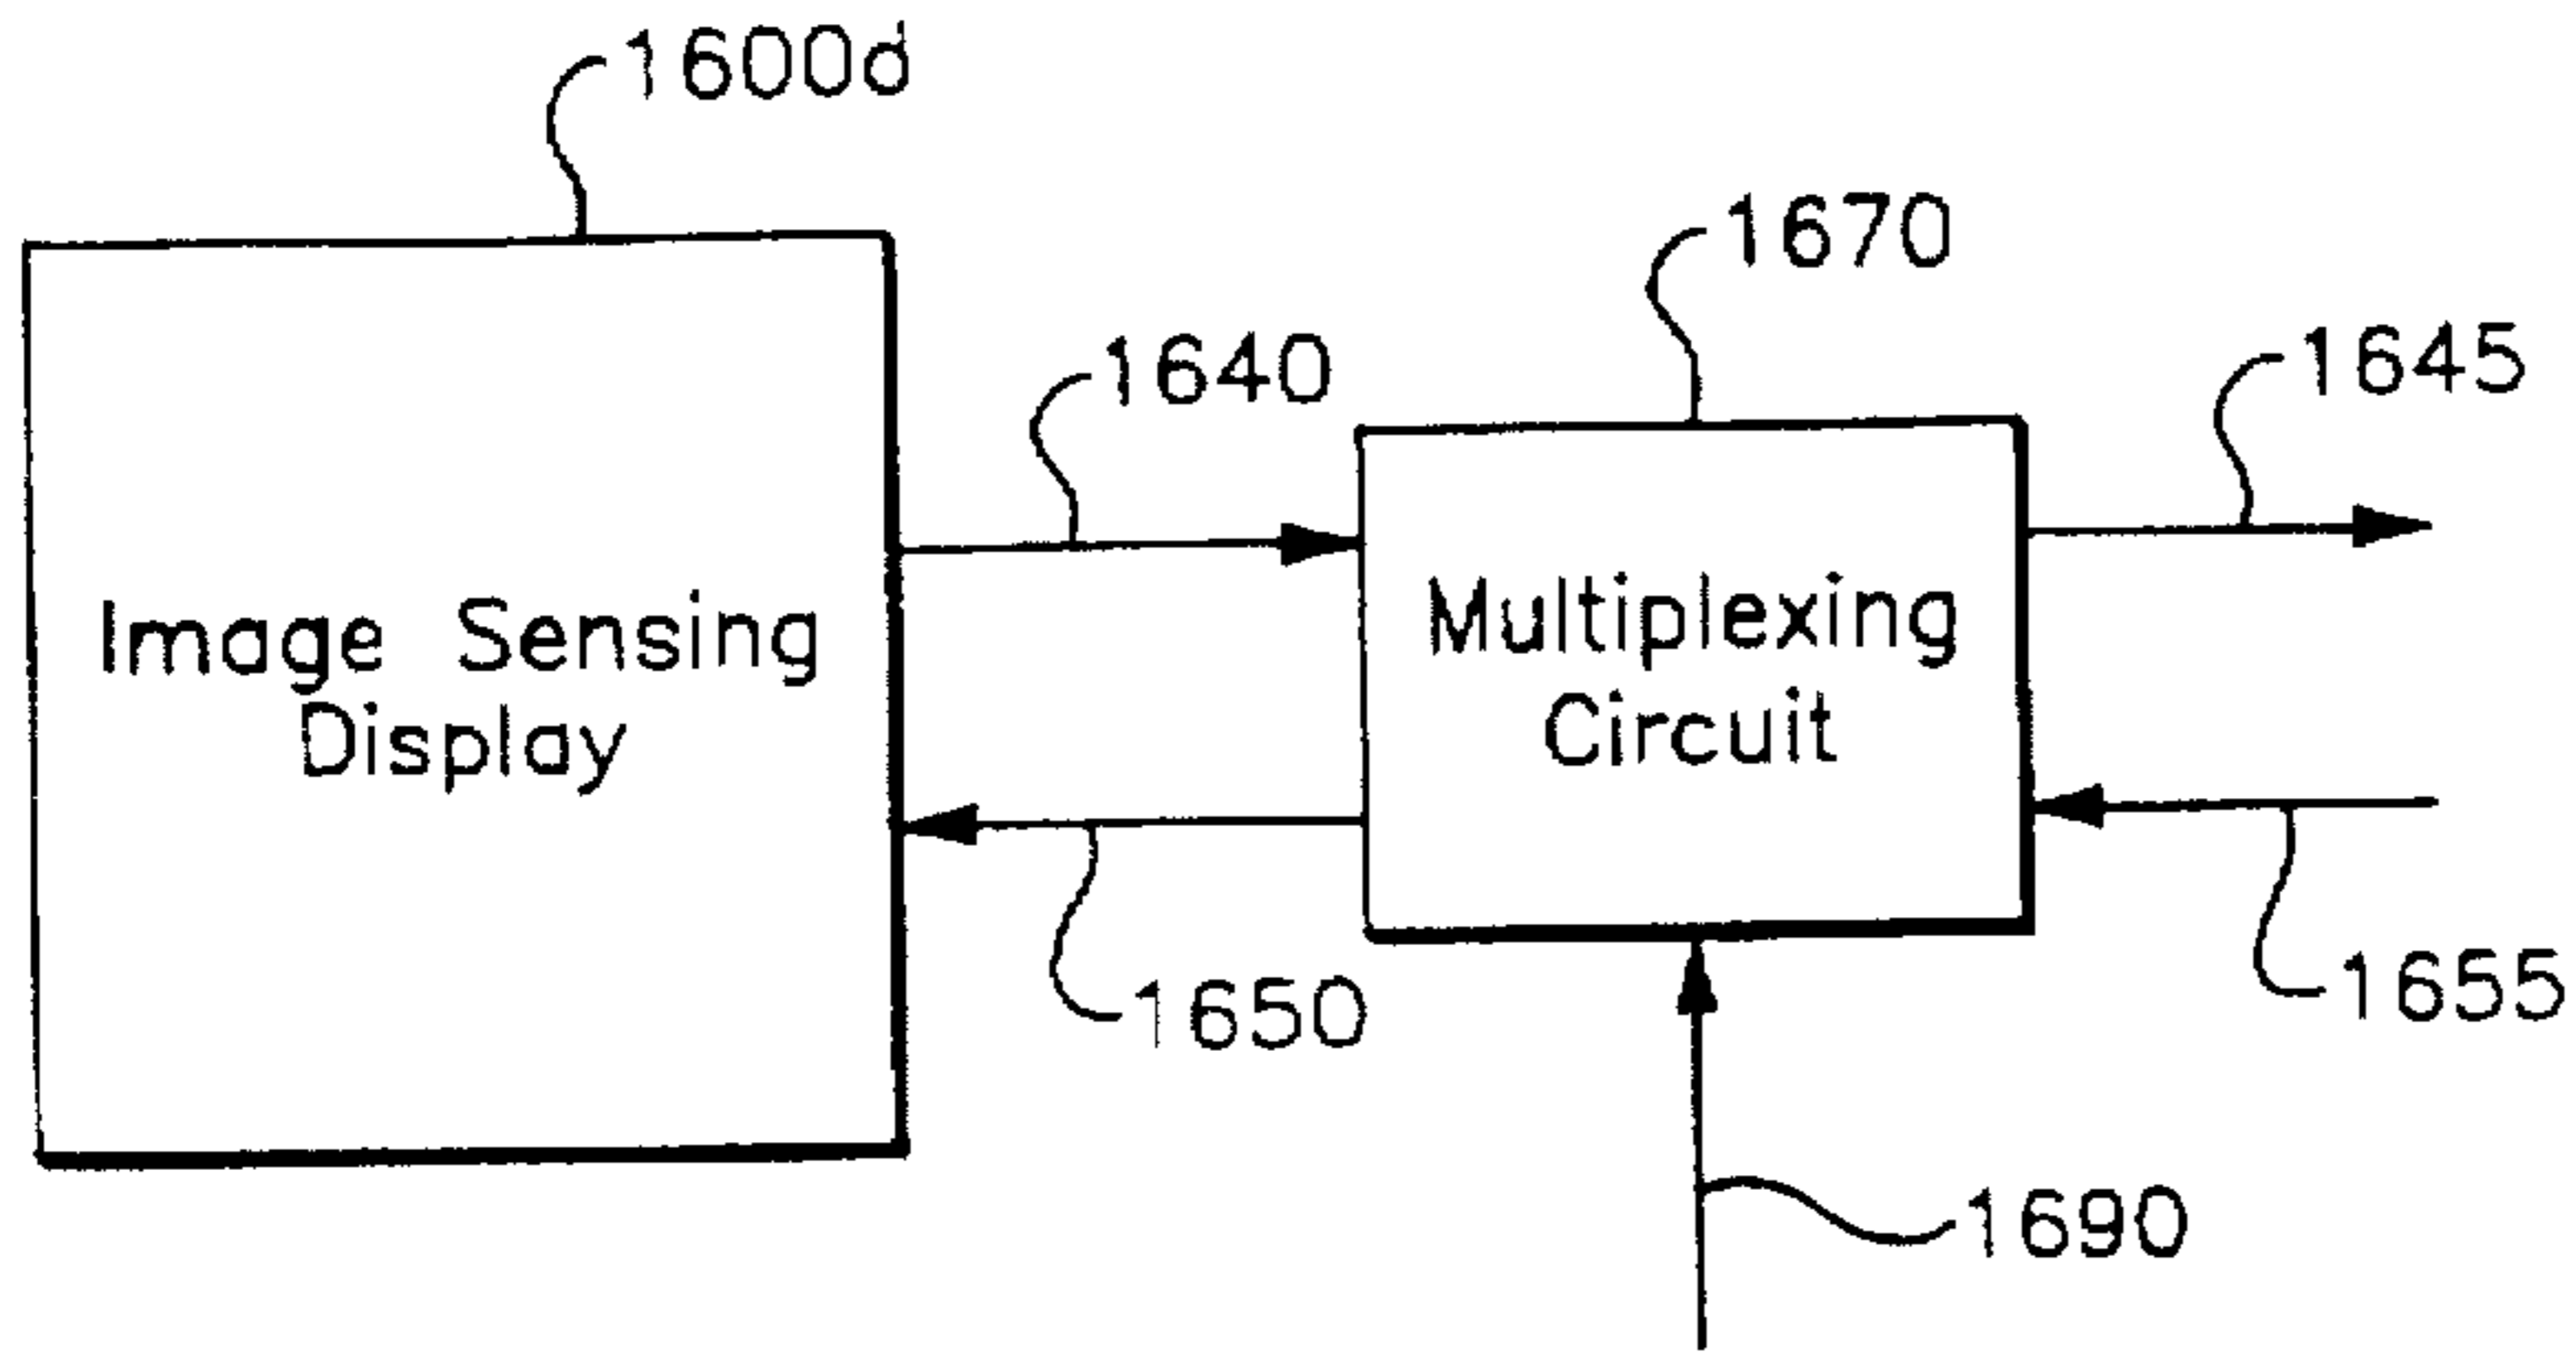 1600d
1670
1640
1645
Image Sensing
Display
Multiplexing
Circuit
1650
1655
1690